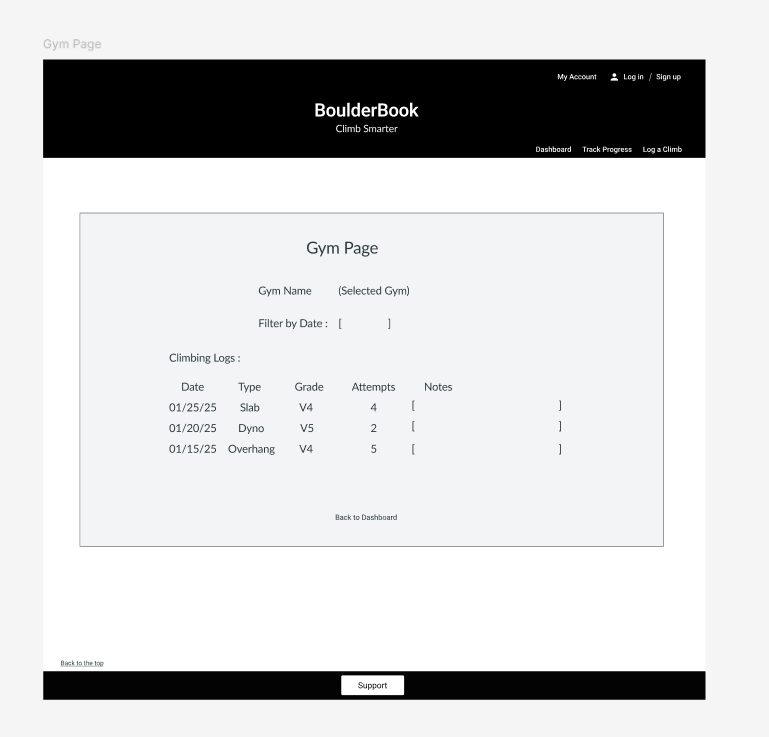 Gym Page
My Account Log in / Sign up
BoulderBook
Climb Smarter
Dashboard Track Progress Log a Climb
Gym Page
Gym Name (Selected Gym)
Filter by Date : [ ]
Climbing Logs :
Date Type Grade Attempts Notes
01/25/25 Slab V4 4 [ ]
01/20/25 Dyno V5 2 [ ]
01/15/25 Overhang V4 5 [ ]
Back to Dashboard
Back to the top
Support